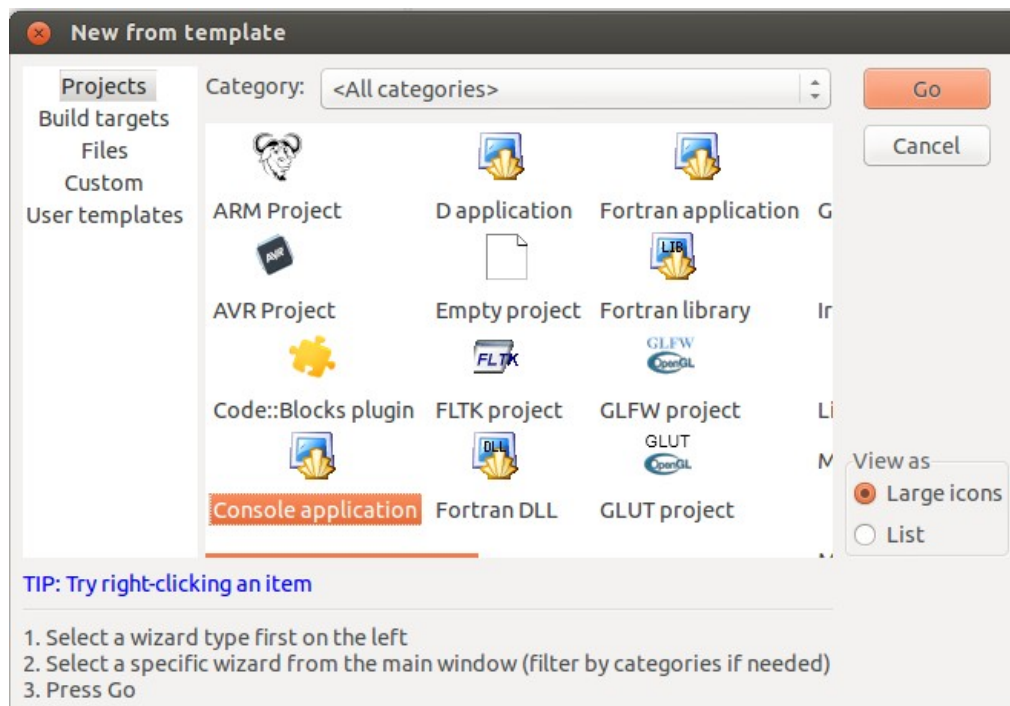 New from template
Projects
Build targets
Files
Custom
User templates
Category: <All categories>
Go
Cancel
ARM Project D application Fortran application G
AVR
LIB
AVR Project Empty project Fortran library Ir
FLTK
GLFW
OpenGL
Code::Blocks plugin FLTK project GLFW project Li
DLL
GLUT
OpenGL
M
Console application Fortran DLL GLUT project
View as
Large icons
List
TIP: Try right-clicking an item
1. Select a wizard type first on the left
2. Select a specific wizard from the main window (filter by categories if needed)
3. Press Go